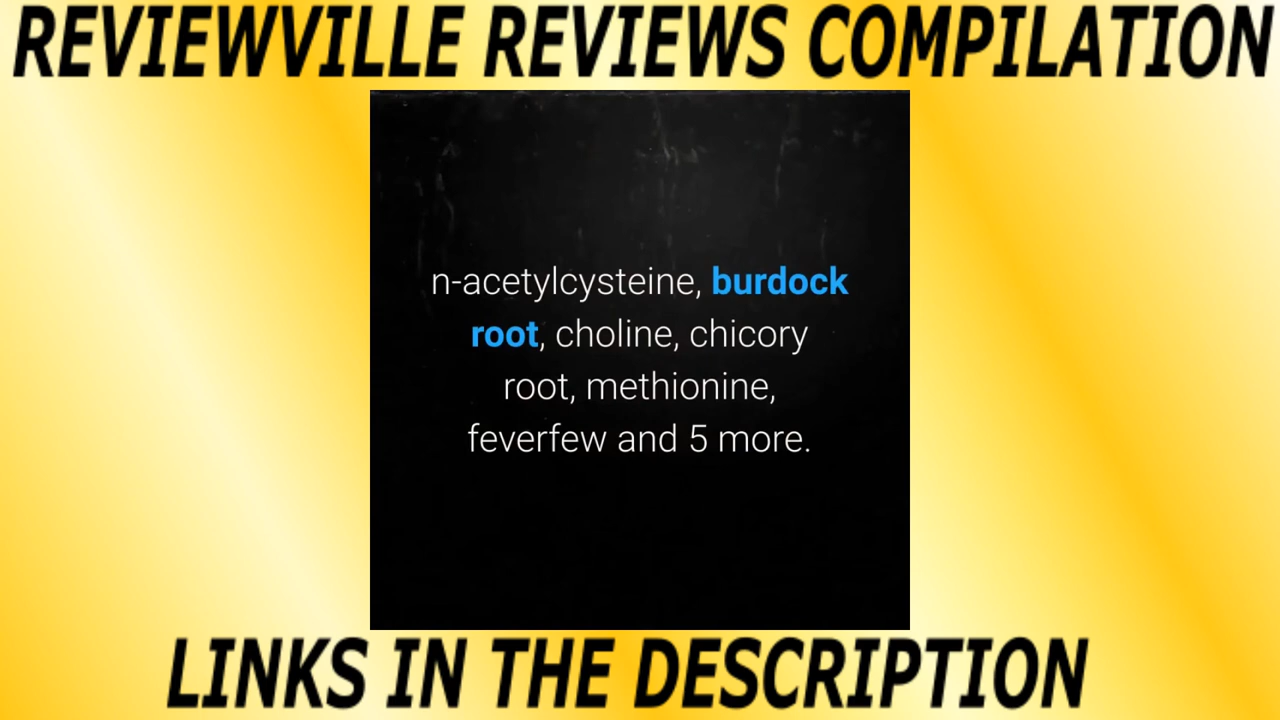 REVIEWVILLE REVIEWS COMPILATION
n-acetylcysteine, burdock
root, choline, chicory
root, methionine,
feverfew and 5 more.
LINKS IN THE DESCRIPTION